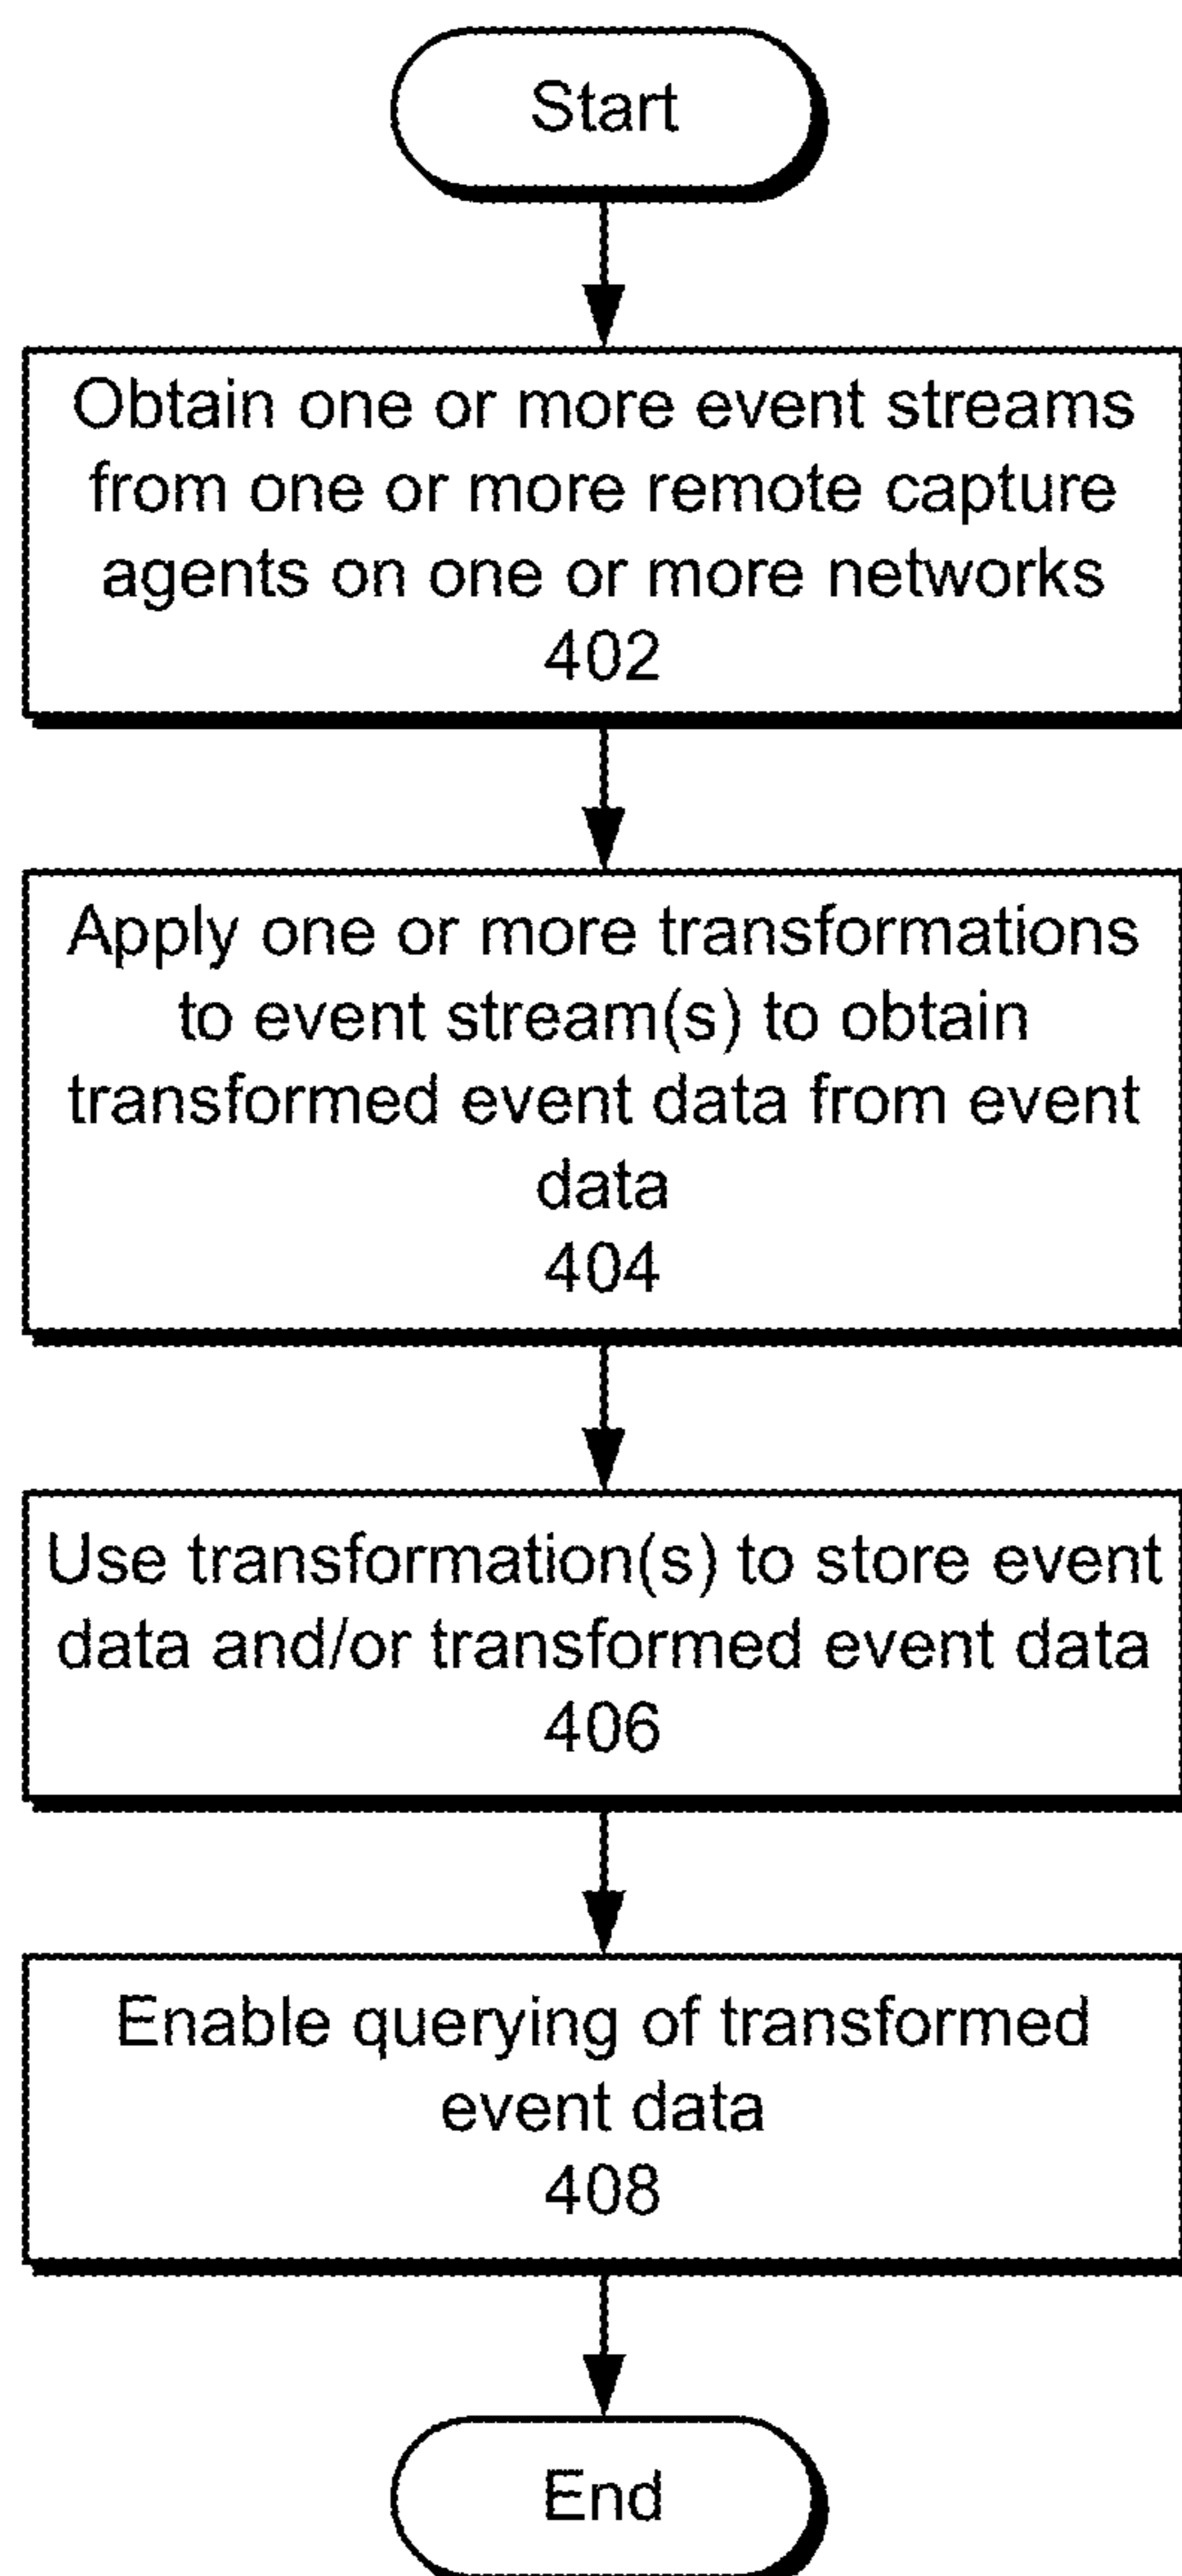 Start
Obtain one or more event streams
from one or more remote capture
agents on one or more networks
402
Apply one or more transformations
to event stream(s) to obtain
transformed event data from event
data
404
Use transformation(s) to store event
data and/or transformed event data
406
Enable querying of transformed
event data
408
End